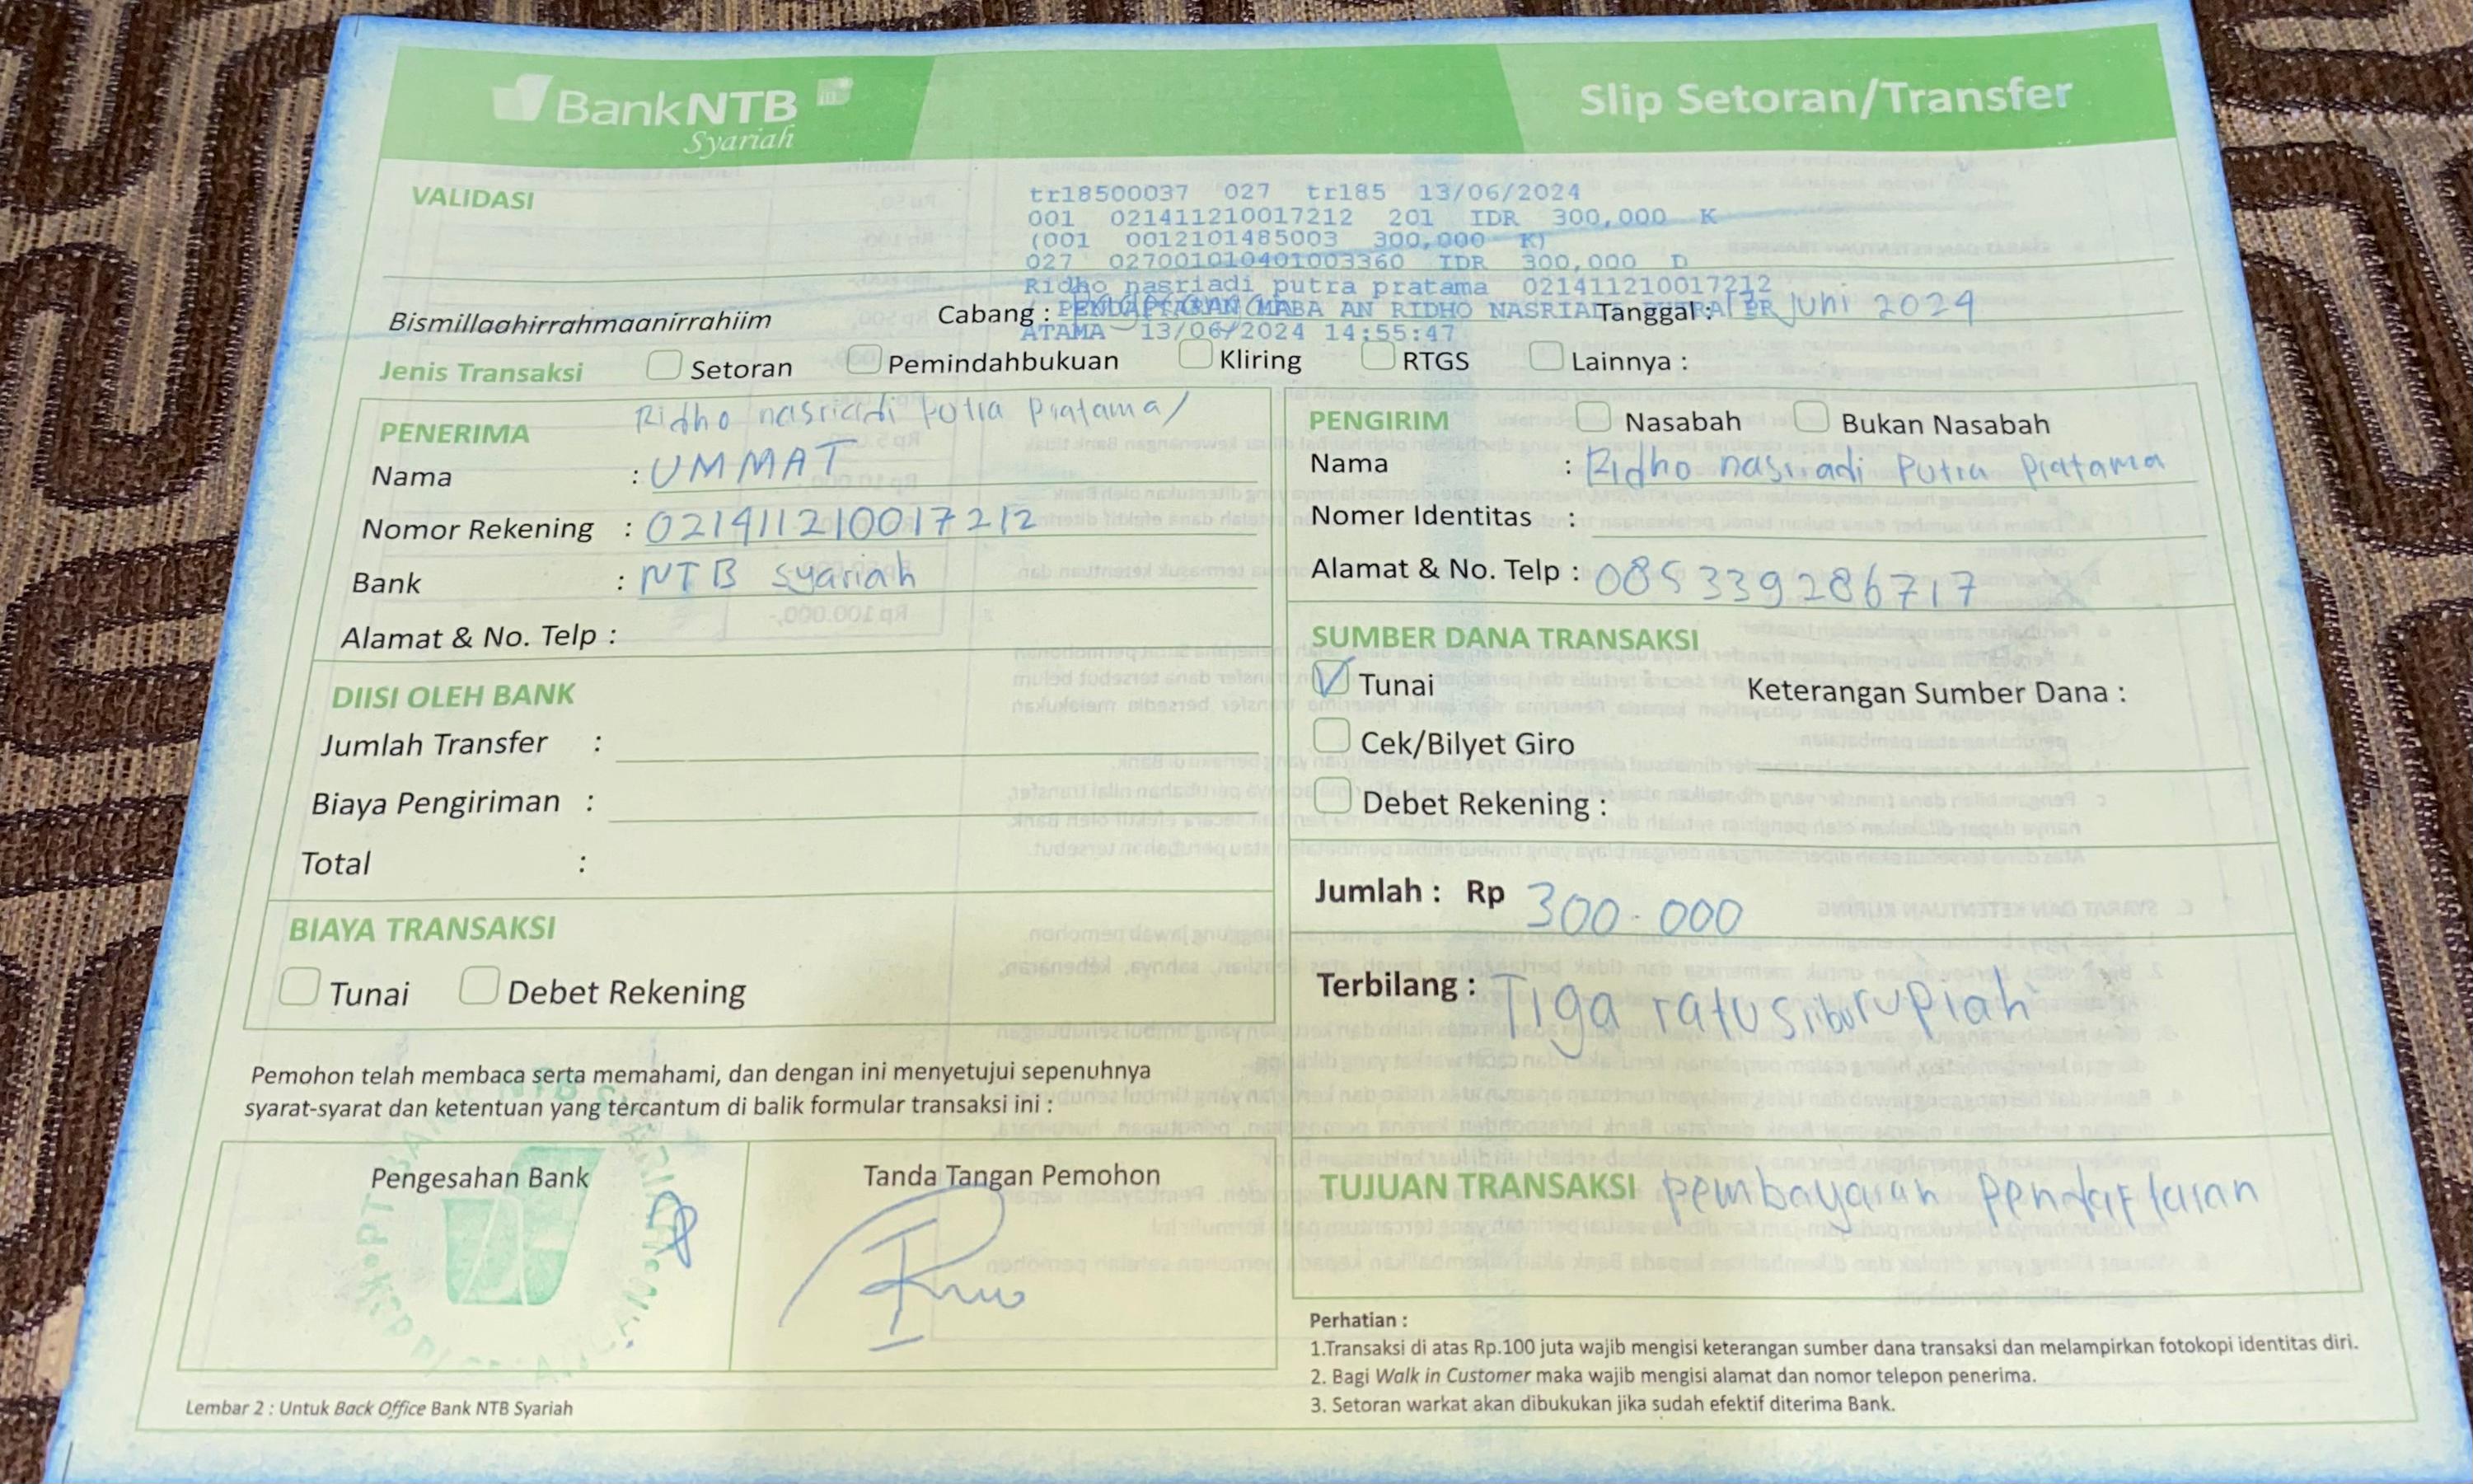 BankNTB
Syariah
Slip Setoran/Transfer
VALIDASI
tr18500037 027 tr185 13/06/2024
001 021411210017212 201 IDR 300,000 K
(001 0012101485003 300,000 K)
027 027001010401003360 IDR 300,000 D
Ridho nasriadi putra pratama 021411210017212
PENDAFTARAN MABA AN RIDHO NASRIADI PUTRA PR
ATAMA 13/06/2024 14:55:47
Bismillaahirrahmaanirrahiim
Cabang :
Tanggal : 13 Juni 2024
Jenis Transaksi Setoran Pemindahbukuan Kliring RTGS Lainnya :
PENERIMA
Ridho nasriadi Putra Pratama/
Nama : UMMAT
Nomor Rekening : 021411210017212
Bank : NTB Syariah
Alamat & No. Telp :
DIISI OLEH BANK
Jumlah Transfer :
Biaya Pengiriman :
Total :
BIAYA TRANSAKSI
Tunai Debet Rekening
PENGIRIM Nasabah Bukan Nasabah
Nama : Ridho nasriadi Putra Pratama
Nomer Identitas :
Alamat & No. Telp : 085339286717
SUMBER DANA TRANSAKSI
Tunai Keterangan Sumber Dana :
Cek/Bilyet Giro
Debet Rekening :
Jumlah : Rp 300.000
Terbilang : Tiga ratus ribu rupiah
Pemohon telah membaca serta memahami, dan dengan ini menyetujui sepenuhnya
syarat-syarat dan ketentuan yang tercantum di balik formular transaksi ini :
Pengesahan Bank
Tanda Tangan Pemohon
TUJUAN TRANSAKSI pembayaran pendaftaran
Perhatian :
1.Transaksi di atas Rp.100 juta wajib mengisi keterangan sumber dana transaksi dan melampirkan fotokopi identitas diri.
2. Bagi Walk in Customer maka wajib mengisi alamat dan nomor telepon penerima.
3. Setoran warkat akan dibukukan jika sudah efektif diterima Bank.
Lembar 2 : Untuk Back Office Bank NTB Syariah